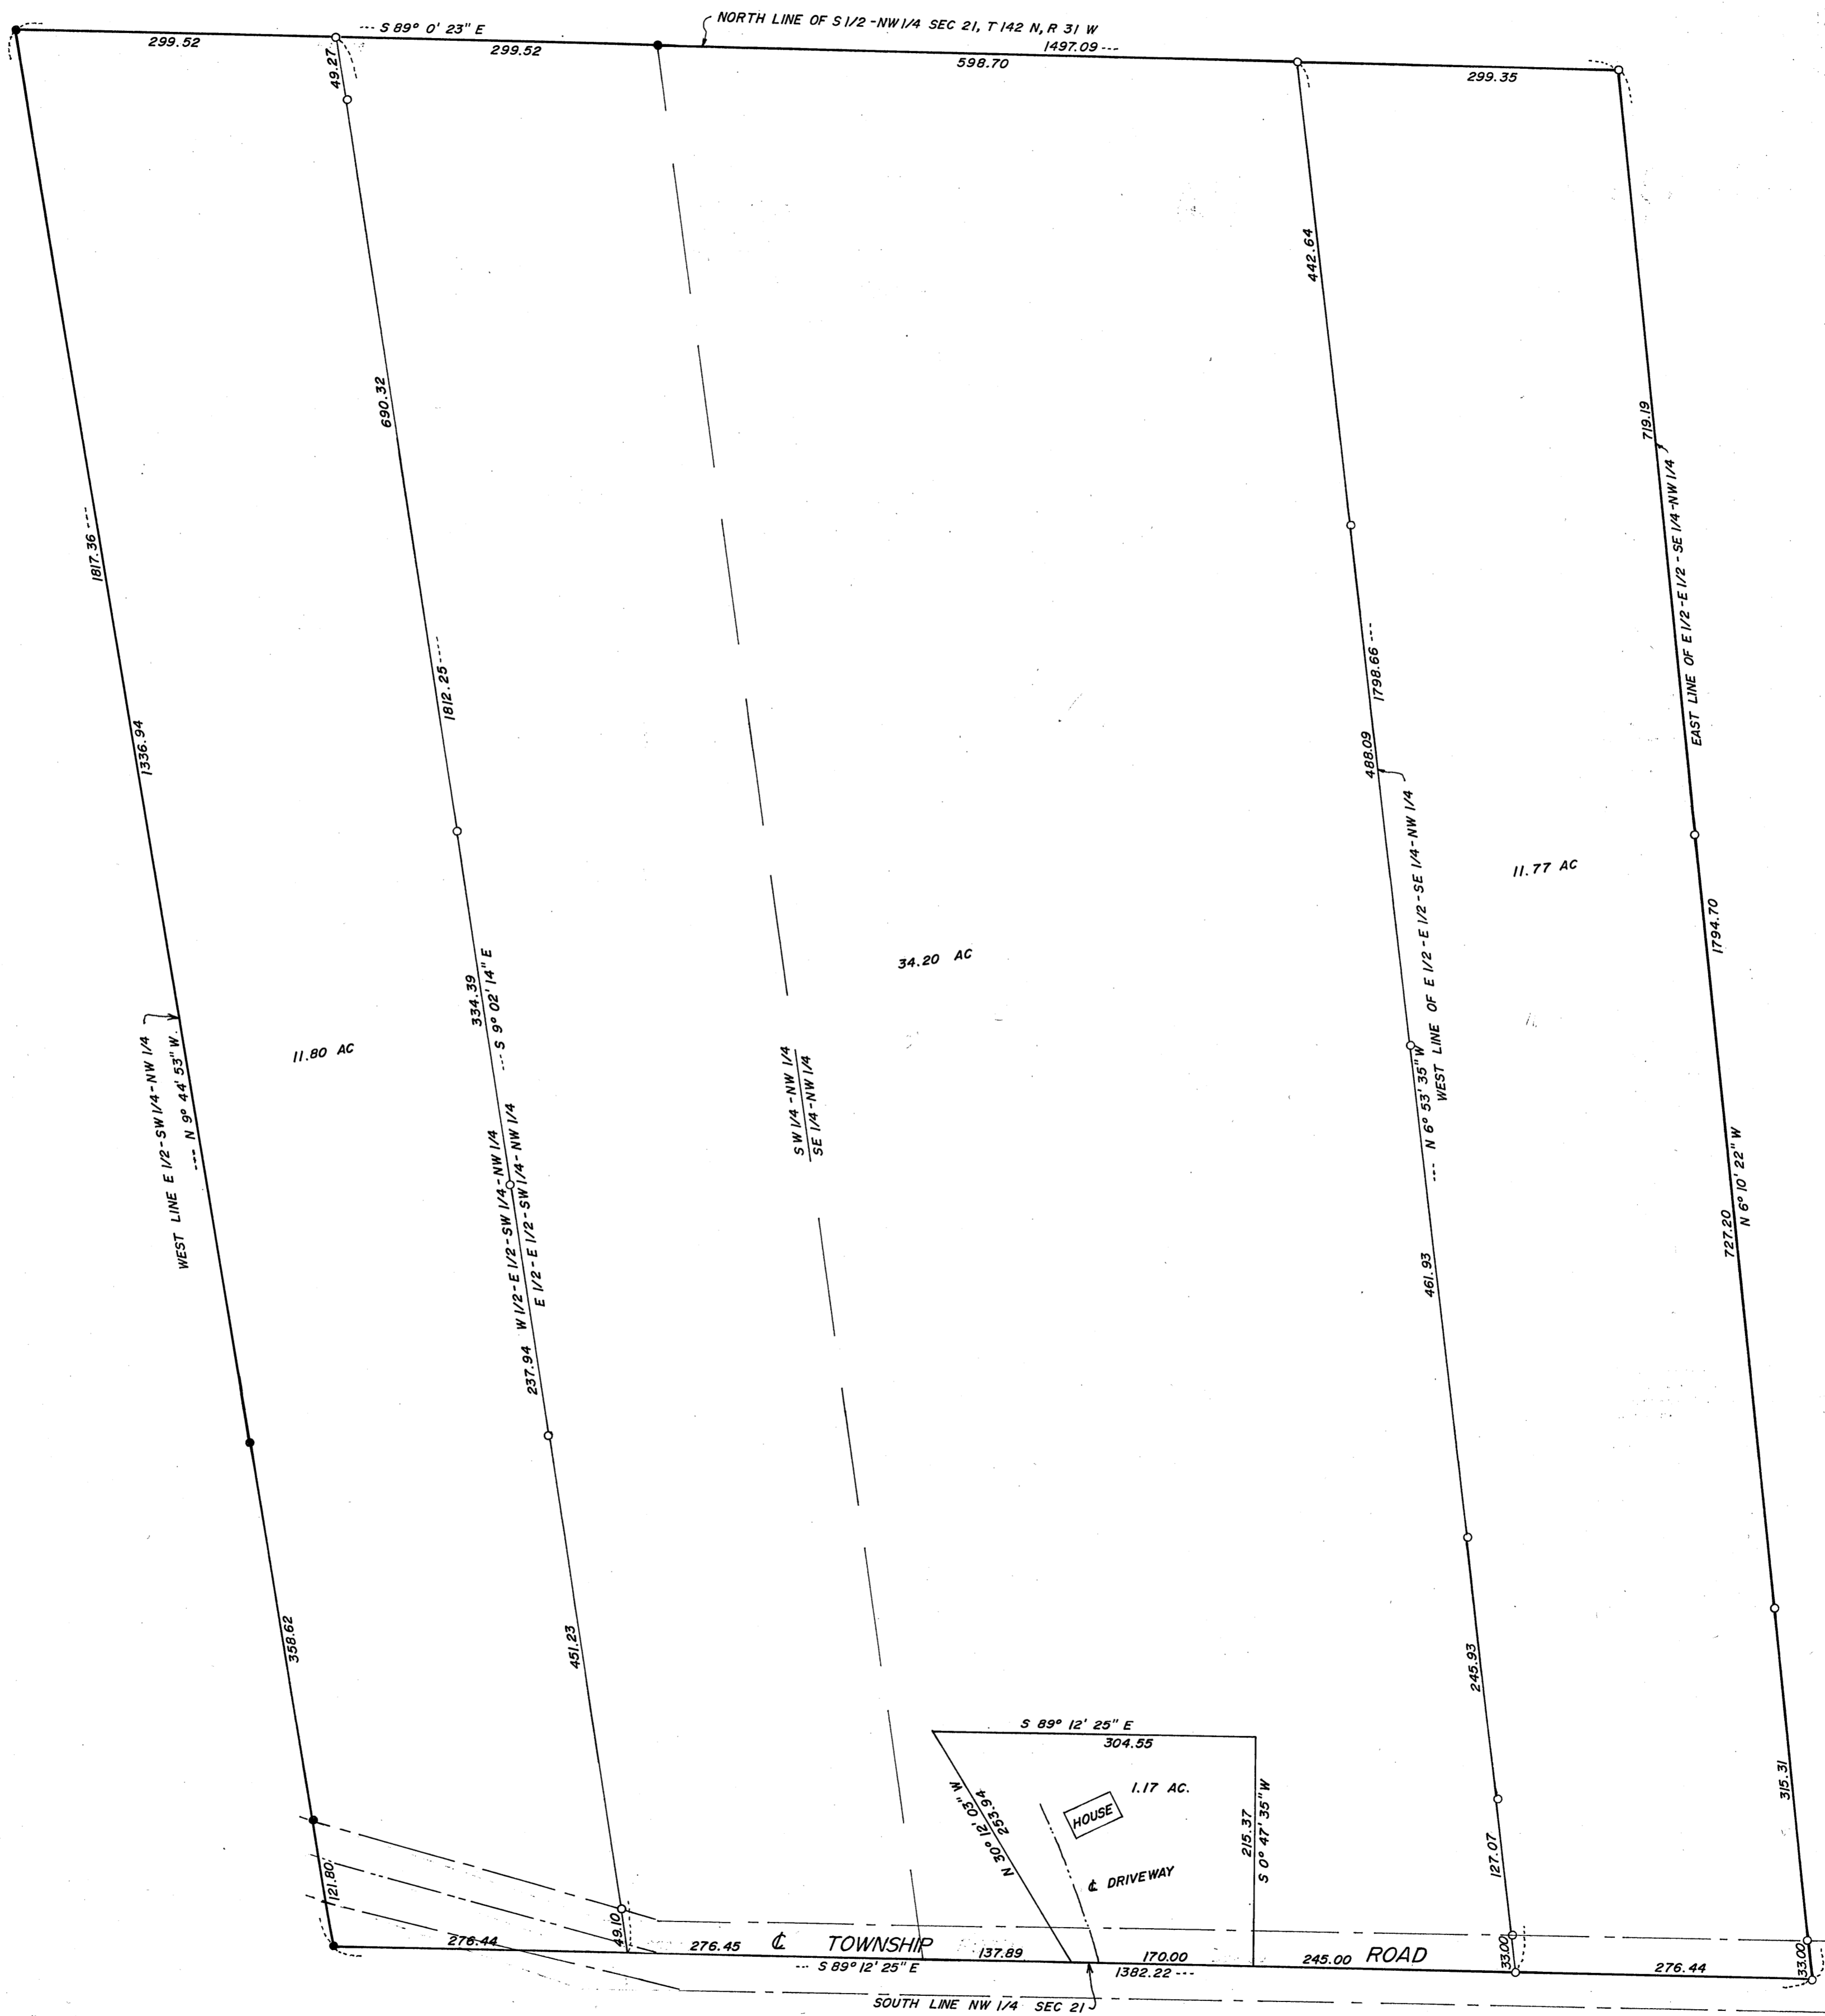 NORTH LINE OF S 1/2 - NW 1/4 SEC 21, T 142 N, R 31 W
--- S 89° 0' 23" E
1497.09 ---
299.52
299.52
598.70
299.35
49.27
442.64
690.32
719.19
EAST LINE OF E 1/2 - E 1/2 - SE 1/4 - NW 1/4
1817.36 ---
1812.25 ----
1798.66 ---
1336.94
488.09
WEST LINE OF E 1/2 - E 1/2 - SE 1/4 - NW 1/4
--- N 6° 53' 35" W
11.77 AC
1794.70
34.20 AC
334.39
--- S 9° 02' 14" E
11.80 AC
WEST LINE E 1/2 - SW 1/4 - NW 1/4
--- N 9° 44' 53" W.
SW 1/4 - NW 1/4
SE 1/4 - NW 1/4
W 1/2 - E 1/2 - SW 1/4 - NW 1/4
E 1/2 - E 1/2 - SW 1/4 - NW 1/4
727.20
N 6° 10' 22" W
461.93
237.94
358.62
451.23
245.93
315.31
S 89° 12' 25" E
304.55
1.17 AC.
HOUSE
N 30° 12' 03" W
253.94
215.37
S 0° 47' 35" W
127.07
℄ DRIVEWAY
121.80
49.10
33.00
33.00
276.44
276.45
℄ TOWNSHIP
137.89
170.00
245.00
ROAD
276.44
--- S 89° 12' 25" E
1382.22 ---
SOUTH LINE NW 1/4 SEC 21